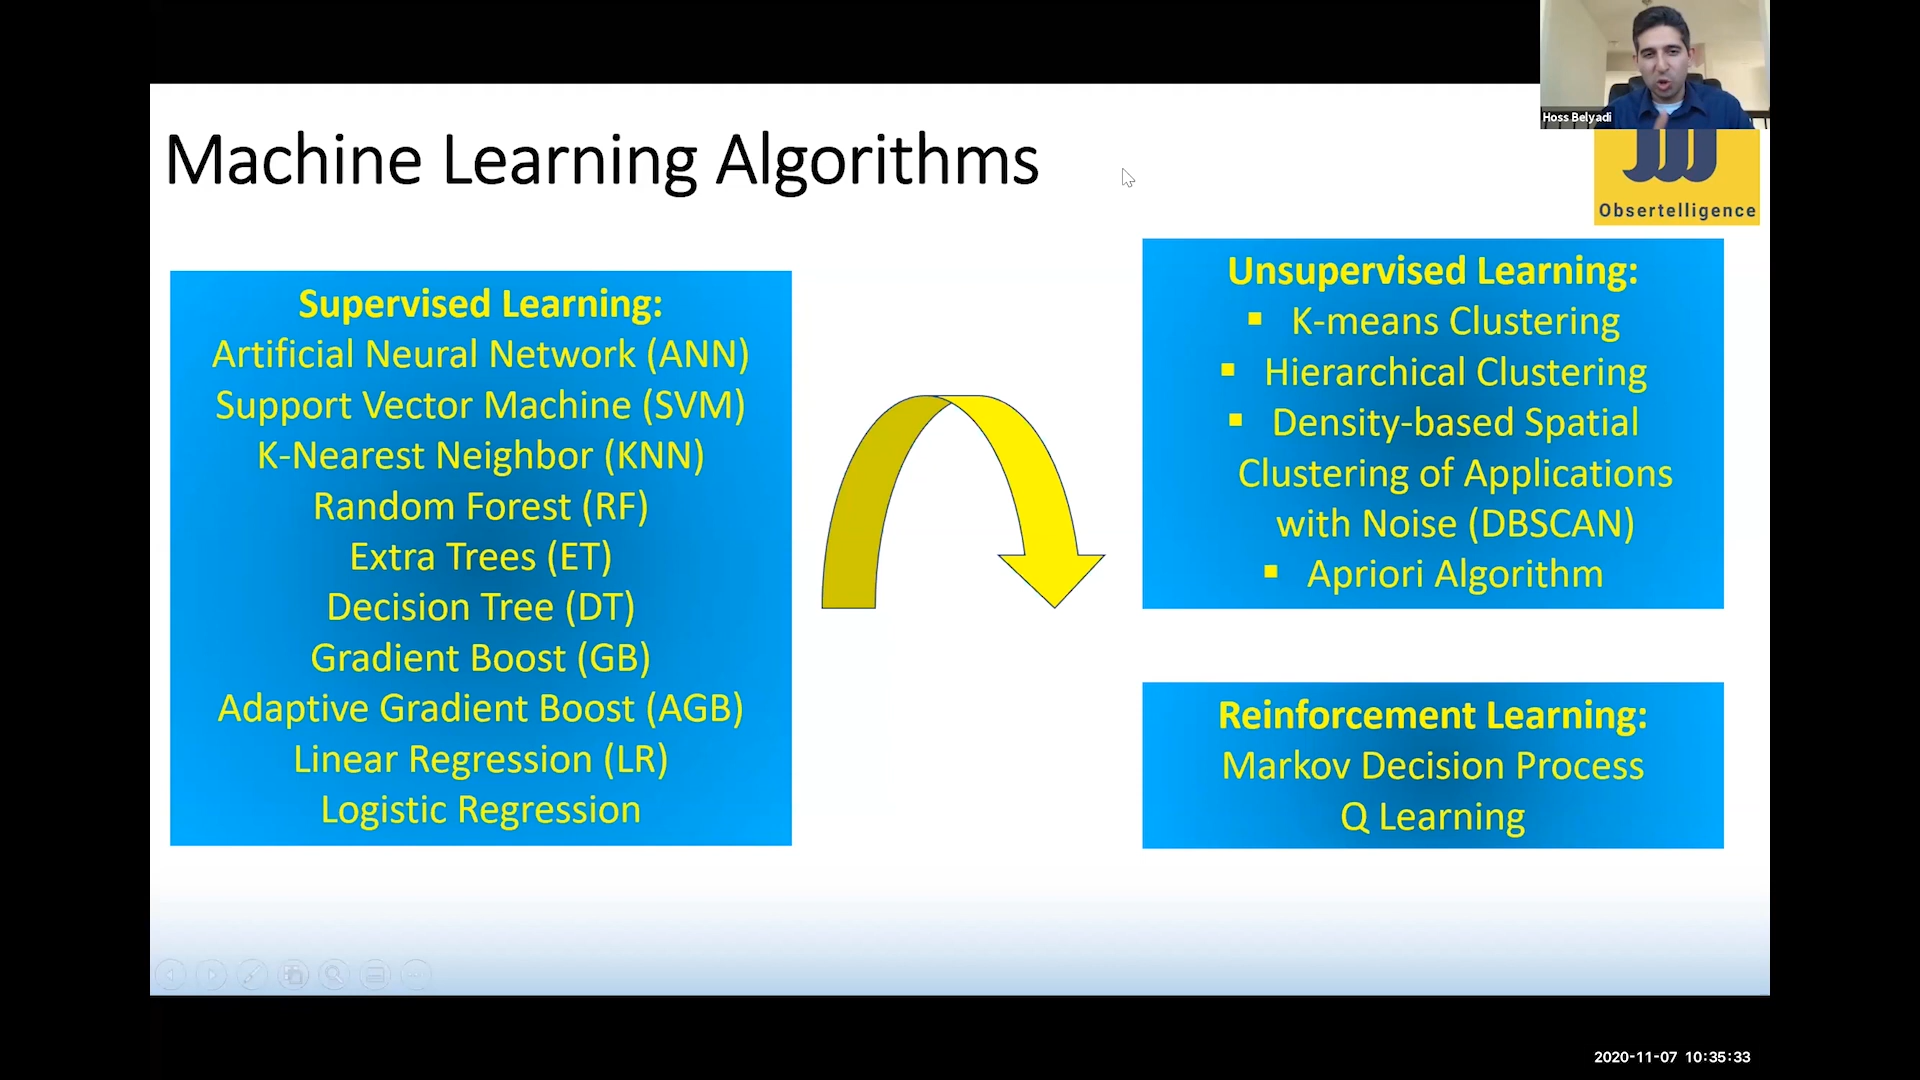 Hoss Belyadi
Machine Learning Algorithms
Obsertelligence
Supervised Learning:
Artificial Neural Network (ANN)
Support Vector Machine (SVM)
K-Nearest Neighbor (KNN)
Random Forest (RF)
Extra Trees (ET)
Decision Tree (DT)
Gradient Boost (GB)
Adaptive Gradient Boost (AGB)
Linear Regression (LR)
Logistic Regression
Unsupervised Learning:
▪ K-means Clustering
▪ Hierarchical Clustering
▪ Density-based Spatial
Clustering of Applications
with Noise (DBSCAN)
▪ Apriori Algorithm
Reinforcement Learning:
Markov Decision Process
Q Learning
2020-11-07 10:35:33